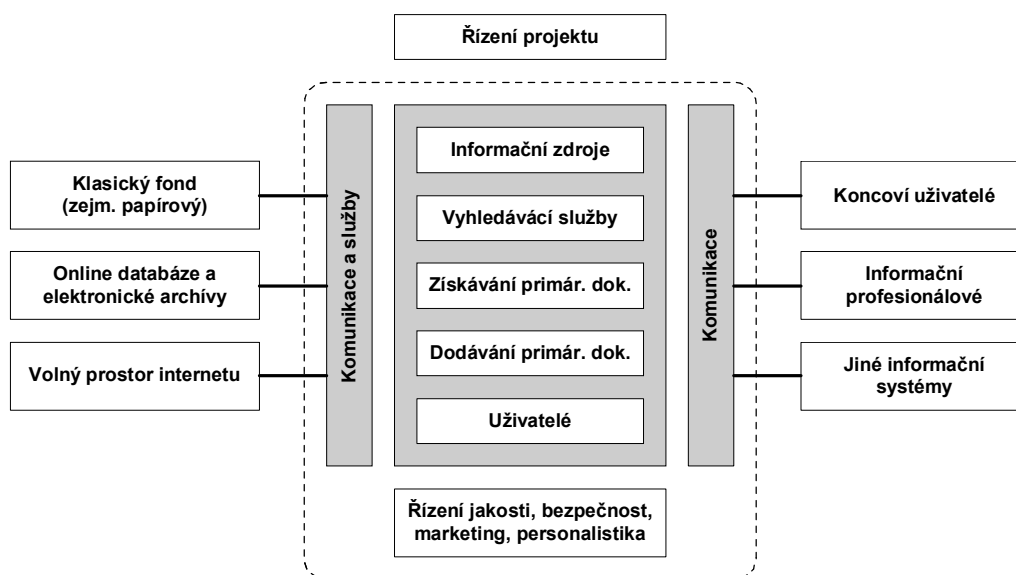 Řízení projektu
Klasický fond
(zejm. papírový)
Online databáze a
elektronické archívy
Volný prostor internetu
Komunikace a služby
Informační zdroje
Vyhledávácí služby
Získávání primár. dok.
Dodávání primár. dok.
Uživatelé
Komunikace
Koncoví uživatelé
Informační
profesionálové
Jiné informační
systémy
Řízení jakosti, bezpečnost,
marketing, personalistika